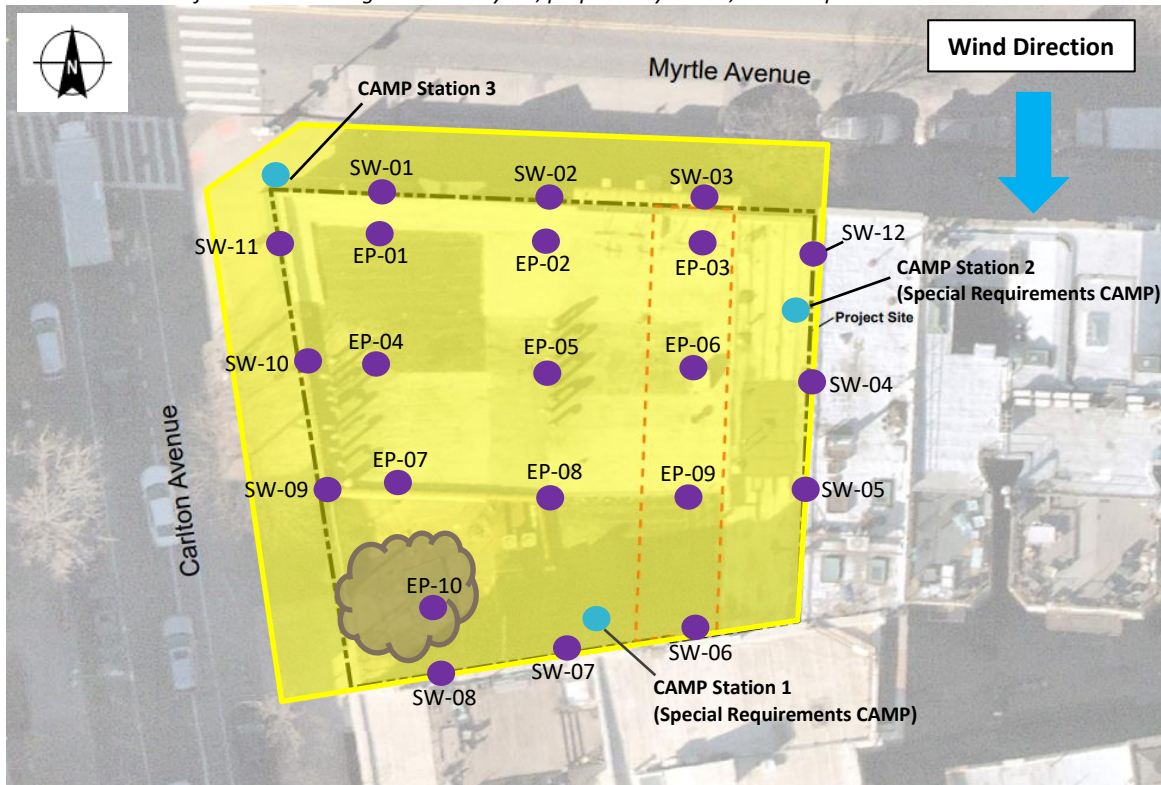 Wind Direction
N
Myrtle Avenue
CAMP Station 3
SW-01
SW-02
SW-03
SW-11
EP-01
EP-02
EP-03
SW-12
CAMP Station 2
(Special Requirements CAMP)
Project Site
SW-10
EP-04
EP-05
EP-06
SW-04
Carlton Avenue
SW-09
EP-07
EP-08
EP-09
SW-05
EP-10
SW-08
SW-07
SW-06
CAMP Station 1
(Special Requirements CAMP)